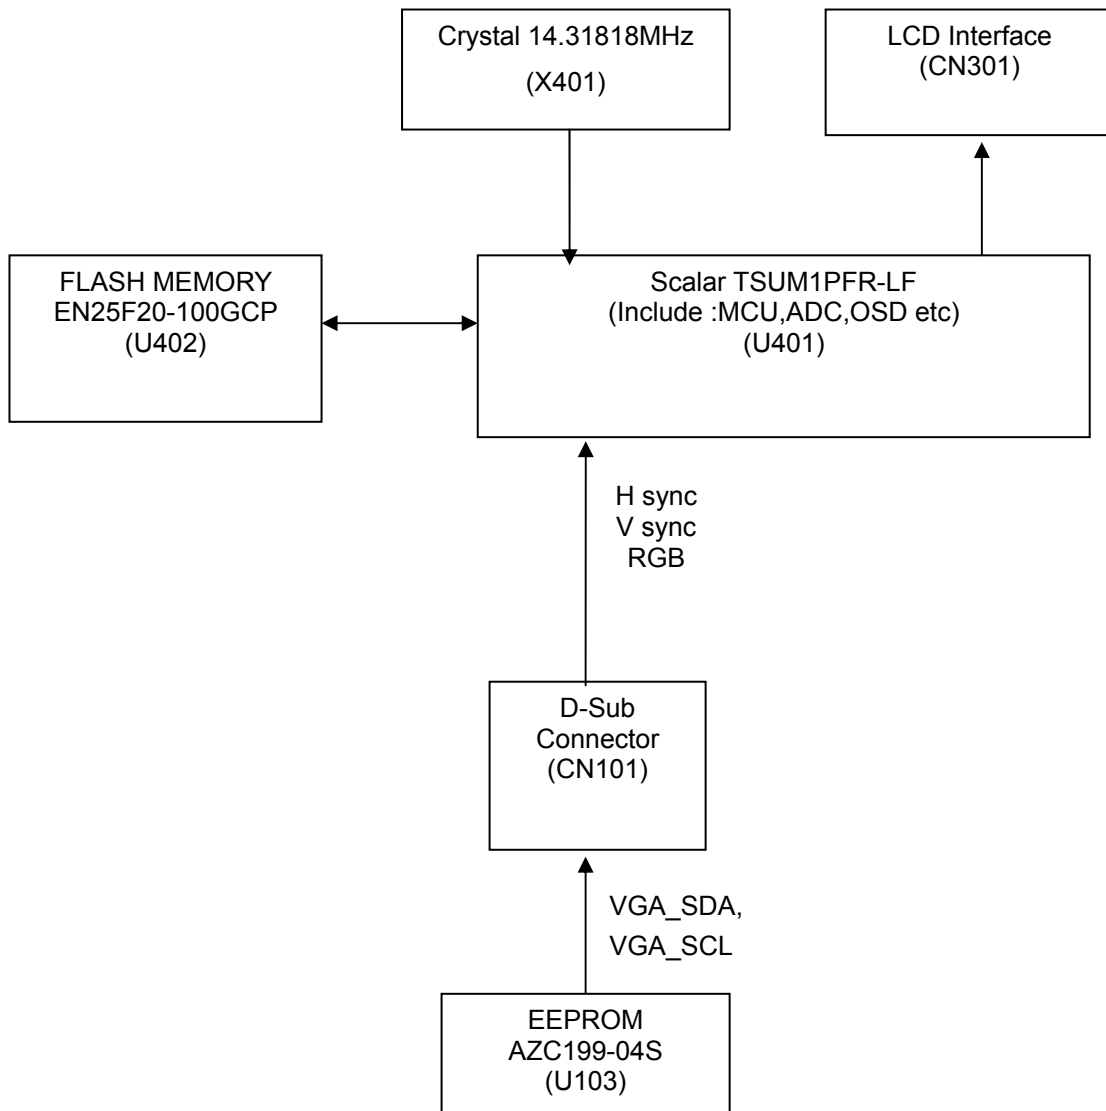 Crystal 14.31818MHz
(X401)
LCD Interface
(CN301)
FLASH MEMORY
EN25F20-100GCP
(U402)
Scalar TSUM1PFR-LF
(Include :MCU,ADC,OSD etc)
(U401)
H sync
V sync
RGB
D-Sub
Connector
(CN101)
VGA_SDA,
VGA_SCL
EEPROM
AZC199-04S
(U103)